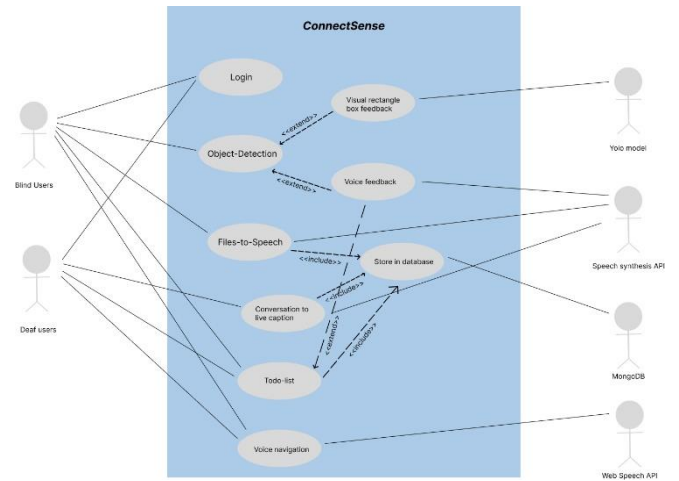 ConnectSense
Login
Visual rectangle
box feedback
<<extend>>
Yolo model
Blind Users
Object-Detection
<<extend>>
Voice feedback
Files-to-Speech
<<include>>
Store in database
Speech synthesis API
Deaf users
Conversation to
live caption
<<include>>
<<extend>>
<<include>>
Todo-list
MongoDB
Voice navigation
Web Speech API